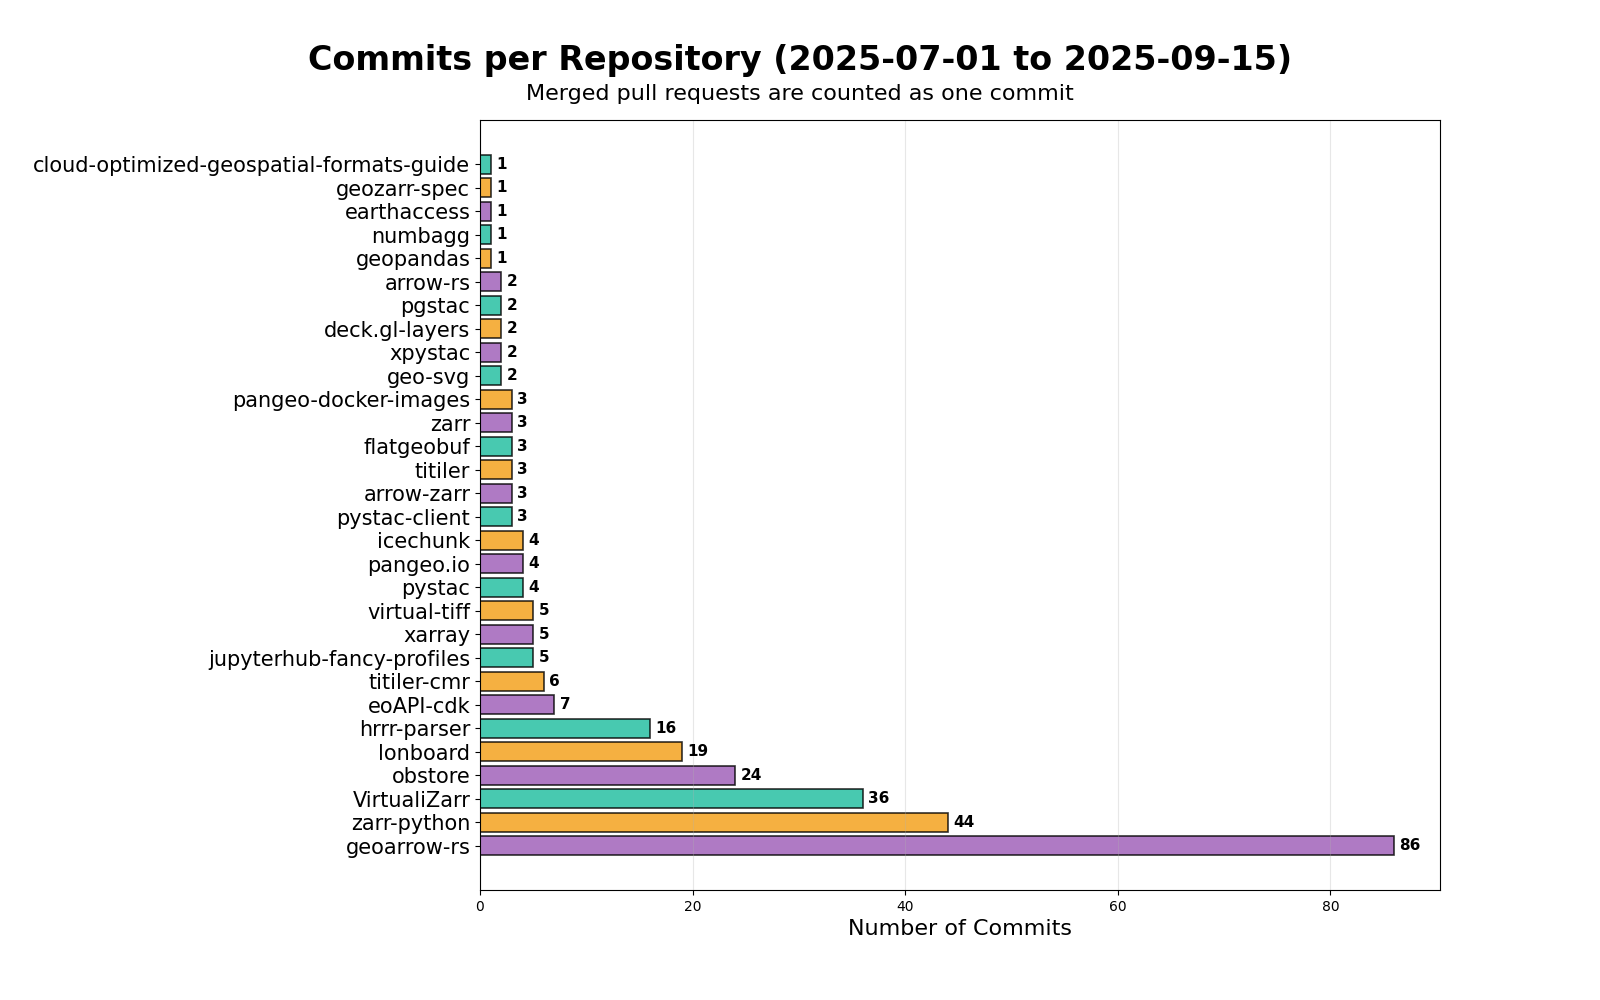 Commits per Repository (2025-07-01 to 2025-09-15)
Merged pull requests are counted as one commit
cloud-optimized-geospatial-formats-guide 1
geozarr-spec 1
earthaccess 1
numbagg 1
geopandas 1
arrow-rs 2
pgstac 2
deck.gl-layers 2
xpystac 2
geo-svg 2
pangeo-docker-images 3
zarr 3
flatgeobuf 3
titiler 3
arrow-zarr 3
pystac-client 3
icechunk 4
pangeo.io 4
pystac 4
virtual-tiff 5
xarray 5
jupyterhub-fancy-profiles 5
titiler-cmr 6
eoAPI-cdk 7
hrrr-parser 16
lonboard 19
obstore 24
VirtualiZarr 36
zarr-python 44
geoarrow-rs 86
0 20 40 60 80
Number of Commits